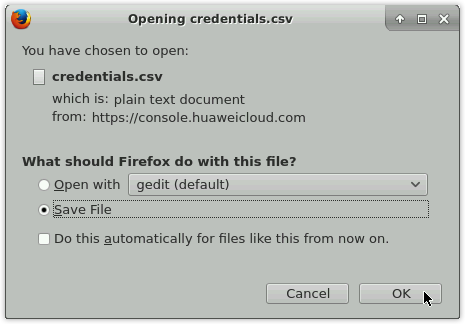 Opening credentials.csv
You have chosen to open:
credentials.csv
which is: plain text document
from: https://console.huaweicloud.com
What should Firefox do with this file?
Open with gedit (default)
Save File
Do this automatically for files like this from now on.
Cancel OK